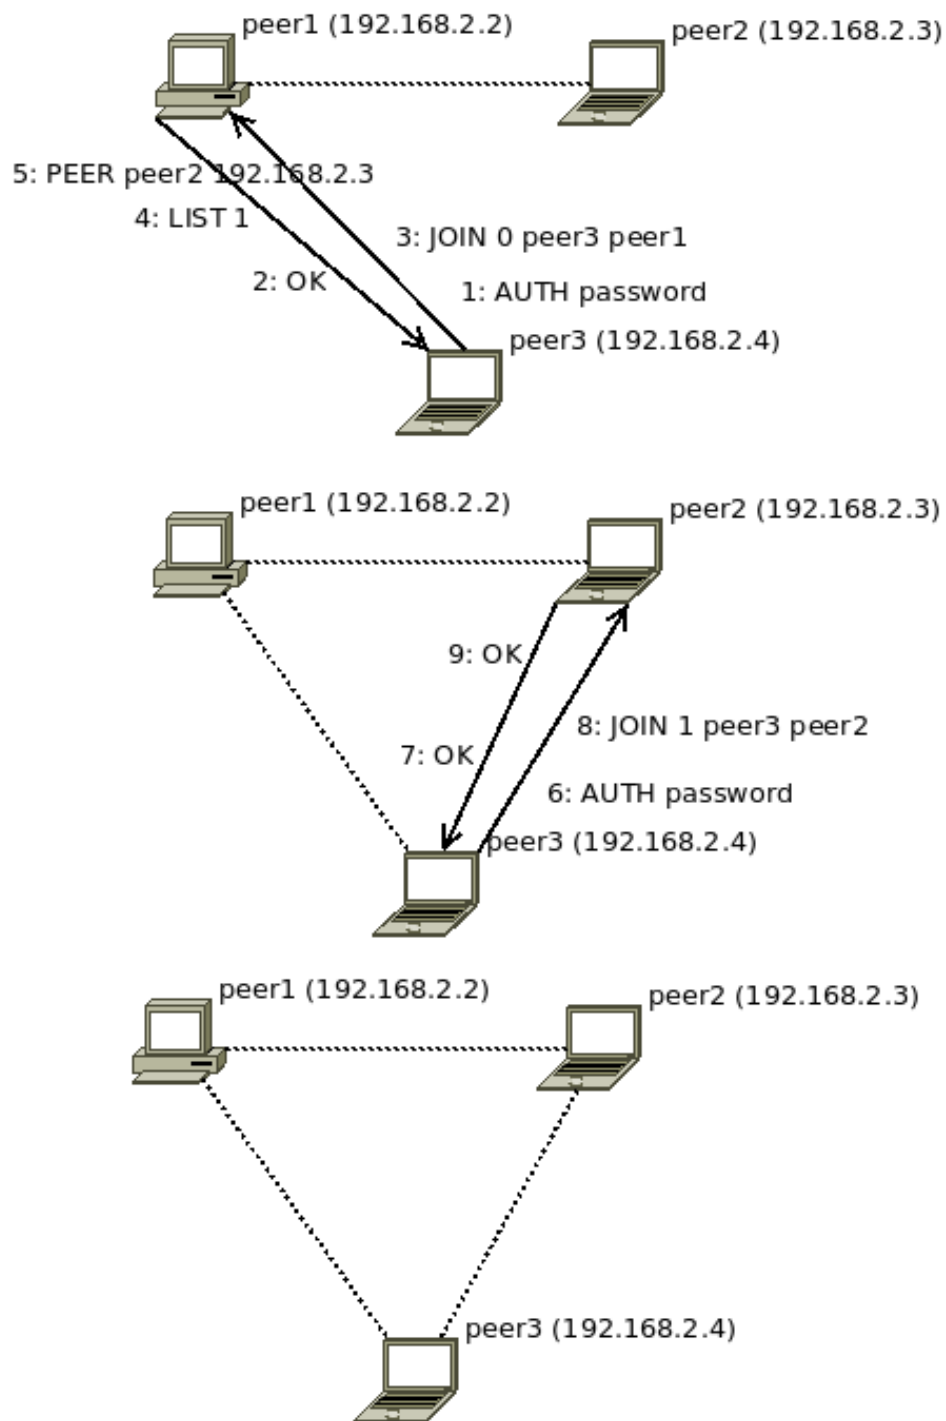 peer1 (192.168.2.2)
peer2 (192.168.2.3)
5: PEER peer2 192.168.2.3
4: LIST 1
3: JOIN 0 peer3 peer1
2: OK
1: AUTH password
peer3 (192.168.2.4)
peer1 (192.168.2.2)
peer2 (192.168.2.3)
9: OK
8: JOIN 1 peer3 peer2
7: OK
6: AUTH password
peer3 (192.168.2.4)
peer1 (192.168.2.2)
peer2 (192.168.2.3)
peer3 (192.168.2.4)